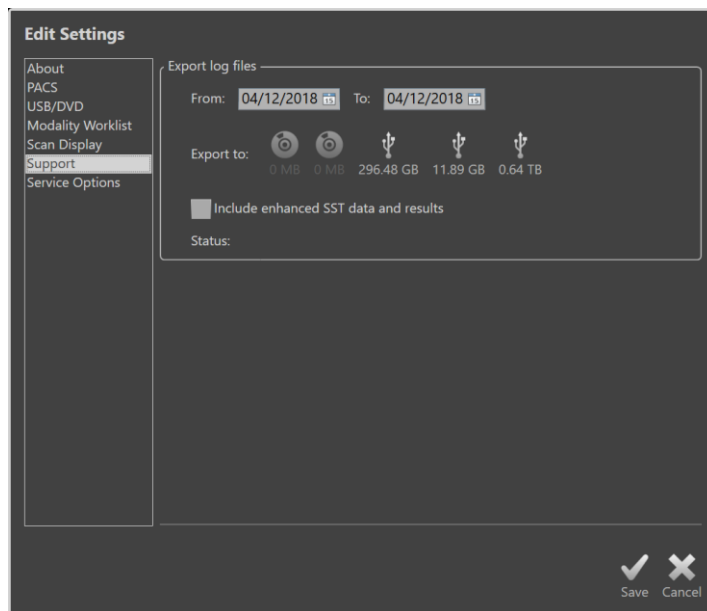 Edit Settings
About
PACS
USB/DVD
Modality Worklist
Scan Display
Support
Service Options
Export log files
From: 04/12/2018 15 To: 04/12/2018 15
Export to: 0 MB 0 MB 296.48 GB 11.89 GB 0.64 TB
Include enhanced SST data and results
Status:
Save Cancel